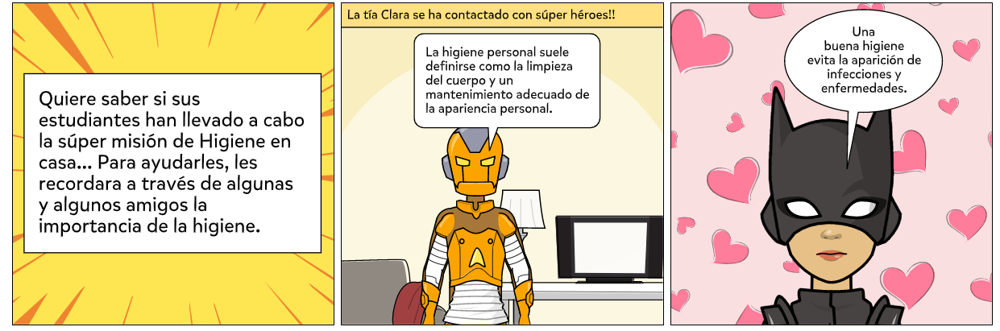 Quiere saber si sus
estudiantes han llevado a cabo
la súper misión de Higiene en
casa... Para ayudarles, les
recordara a través de algunas
y algunos amigos la
importancia de la higiene.
La tía Clara se ha contactado con súper héroes!!
La higiene personal suele
definirse como la limpieza
del cuerpo y un
mantenimiento adecuado de
la apariencia personal.
Una
buena higiene
evita la aparición de
infecciones y
enfermedades.